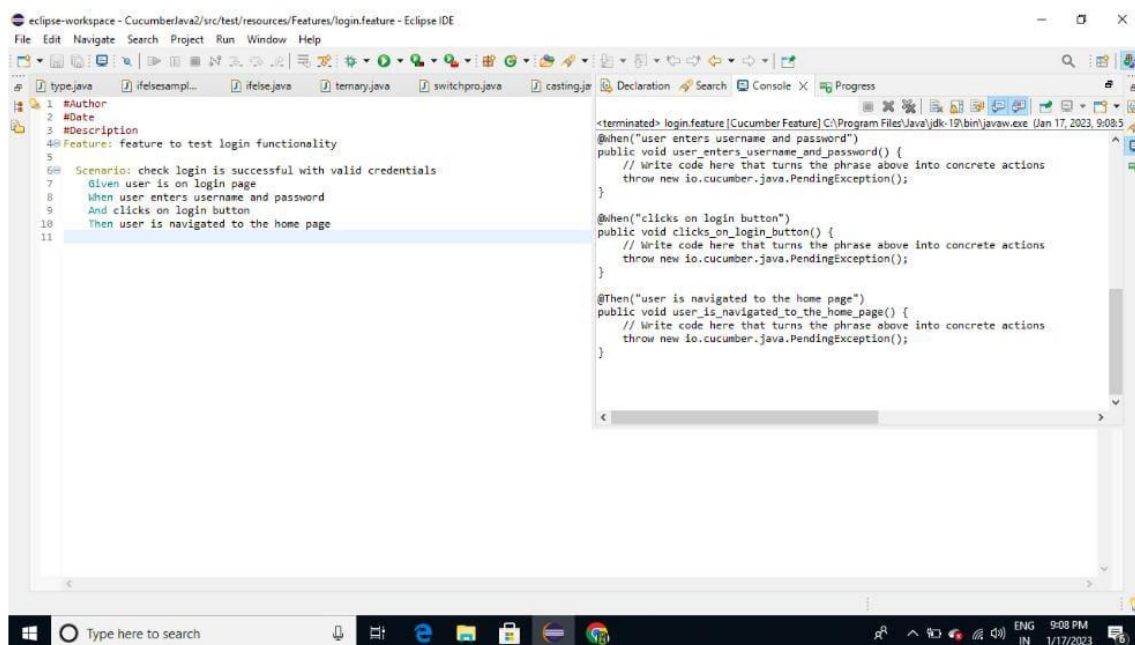 eclipse-workspace - CucumberJava2/src/test/resources/Features/login.feature - Eclipse IDE
File Edit Navigate Search Project Run Window Help
type.java ifelsesampl... ifelse.java ternary.java switchpro.java casting.ja Declaration Search Console Progress
<terminated> login.feature [Cucumber Feature] C:\Program Files\Java\jdk-19\bin\javaw.exe (Jan 17, 2023, 9:08:5
1 #Author
2 #Date
3 #Description
4 Feature: feature to test login functionality
5
6 Scenario: check login is successful with valid credentials
7 Given user is on login page
8 When user enters username and password
9 And clicks on login button
10 Then user is navigated to the home page
11
@When("user enters username and password")
public void user_enters_username_and_password() {
// Write code here that turns the phrase above into concrete actions
throw new io.cucumber.java.PendingException();
}
@When("clicks on login button")
public void clicks_on_login_button() {
// Write code here that turns the phrase above into concrete actions
throw new io.cucumber.java.PendingException();
}
@Then("user is navigated to the home page")
public void user_is_navigated_to_the_home_page() {
// Write code here that turns the phrase above into concrete actions
throw new io.cucumber.java.PendingException();
}
Type here to search
ENG 9:08 PM
IN 1/17/2023
6